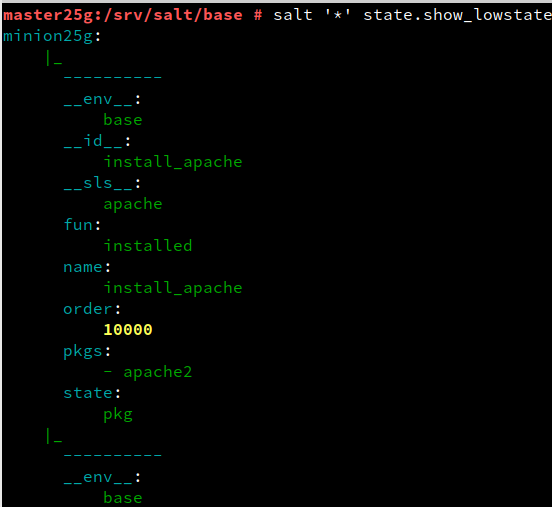 master25g:/srv/salt/base # salt '*' state.show_lowstate
minion25g:
|_
----------
__env__:
base
__id__:
install_apache
__sls__:
apache
fun:
installed
name:
install_apache
order:
10000
pkgs:
- apache2
state:
pkg
|_
----------
__env__:
base